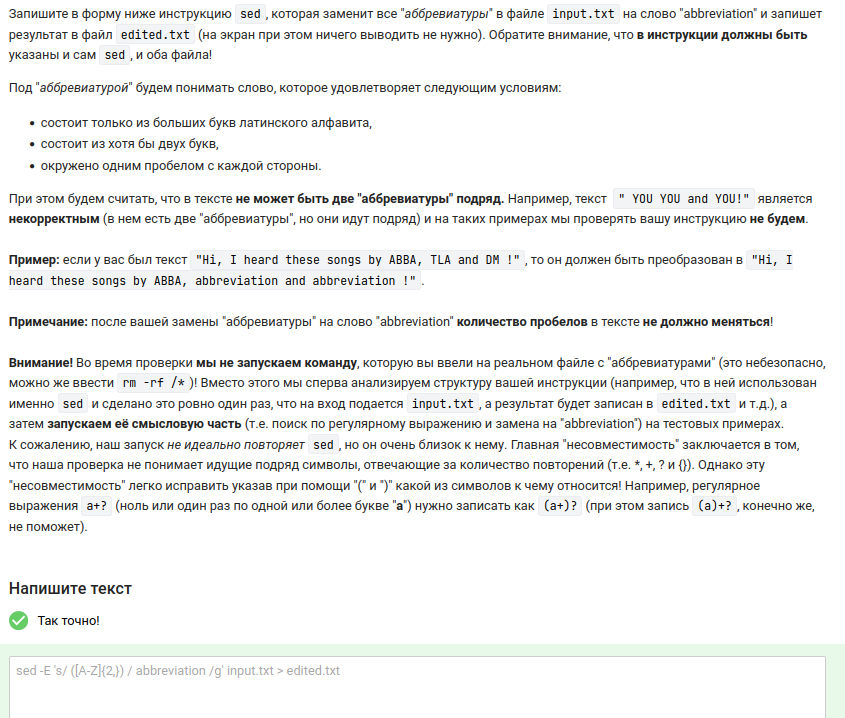 Запишите в форму ниже инструкцию sed, которая заменит все "аббревиатуры" в файле input.txt на слово "abbreviation" и запишет
результат в файл edited.txt (на экран при этом ничего выводить не нужно). Обратите внимание, что в инструкции должны быть
указаны и сам sed, и оба файла!
Под "аббревиатурой" будем понимать слово, которое удовлетворяет следующим условиям:
• состоит только из больших букв латинского алфавита,
• состоит из хотя бы двух букв,
• окружено одним пробелом с каждой стороны.
При этом будем считать, что в тексте не может быть две "аббревиатуры" подряд. Например, текст " YOU YOU and YOU!" является
некорректным (в нем есть две "аббревиатуры", но они идут подряд) и на таких примерах мы проверять вашу инструкцию не будем.
Пример: если у вас был текст "Hi, I heard these songs by ABBA, TLA and DM !", то он должен быть преобразован в "Hi, I
heard these songs by ABBA, abbreviation and abbreviation !".
Примечание: после вашей замены "аббревиатуры" на слово "abbreviation" количество пробелов в тексте не должно меняться!
Внимание! Во время проверки мы не запускаем команду, которую вы ввели на реальном файле с "аббревиатурами" (это небезопасно,
можно же ввести rm -rf /*)! Вместо этого мы сперва анализируем структуру вашей инструкции (например, что в ней использован
именно sed и сделано это ровно один раз, что на вход подается input.txt, а результат будет записан в edited.txt и т.д.), а
затем запускаем её смысловую часть (т.е. поиск по регулярному выражению и замена на "abbreviation") на тестовых примерах.
К сожалению, наш запуск не идеально повторяет sed, но он очень близок к нему. Главная "несовместимость" заключается в том,
что наша проверка не понимает идущие подряд символы, отвечающие за количество повторений (т.е. *, +, ? и {}). Однако эту
"несовместимость" легко исправить указав при помощи "(" и ")" какой из символов к чему относится! Например, регулярное
выражения a+? (ноль или один раз по одной или более букве "a") нужно записать как (a+)? (при этом запись (a)+?, конечно же,
не поможет).
Напишите текст
Так точно!
sed -E 's/ ([A-Z]{2,}) / abbreviation /g' input.txt > edited.txt